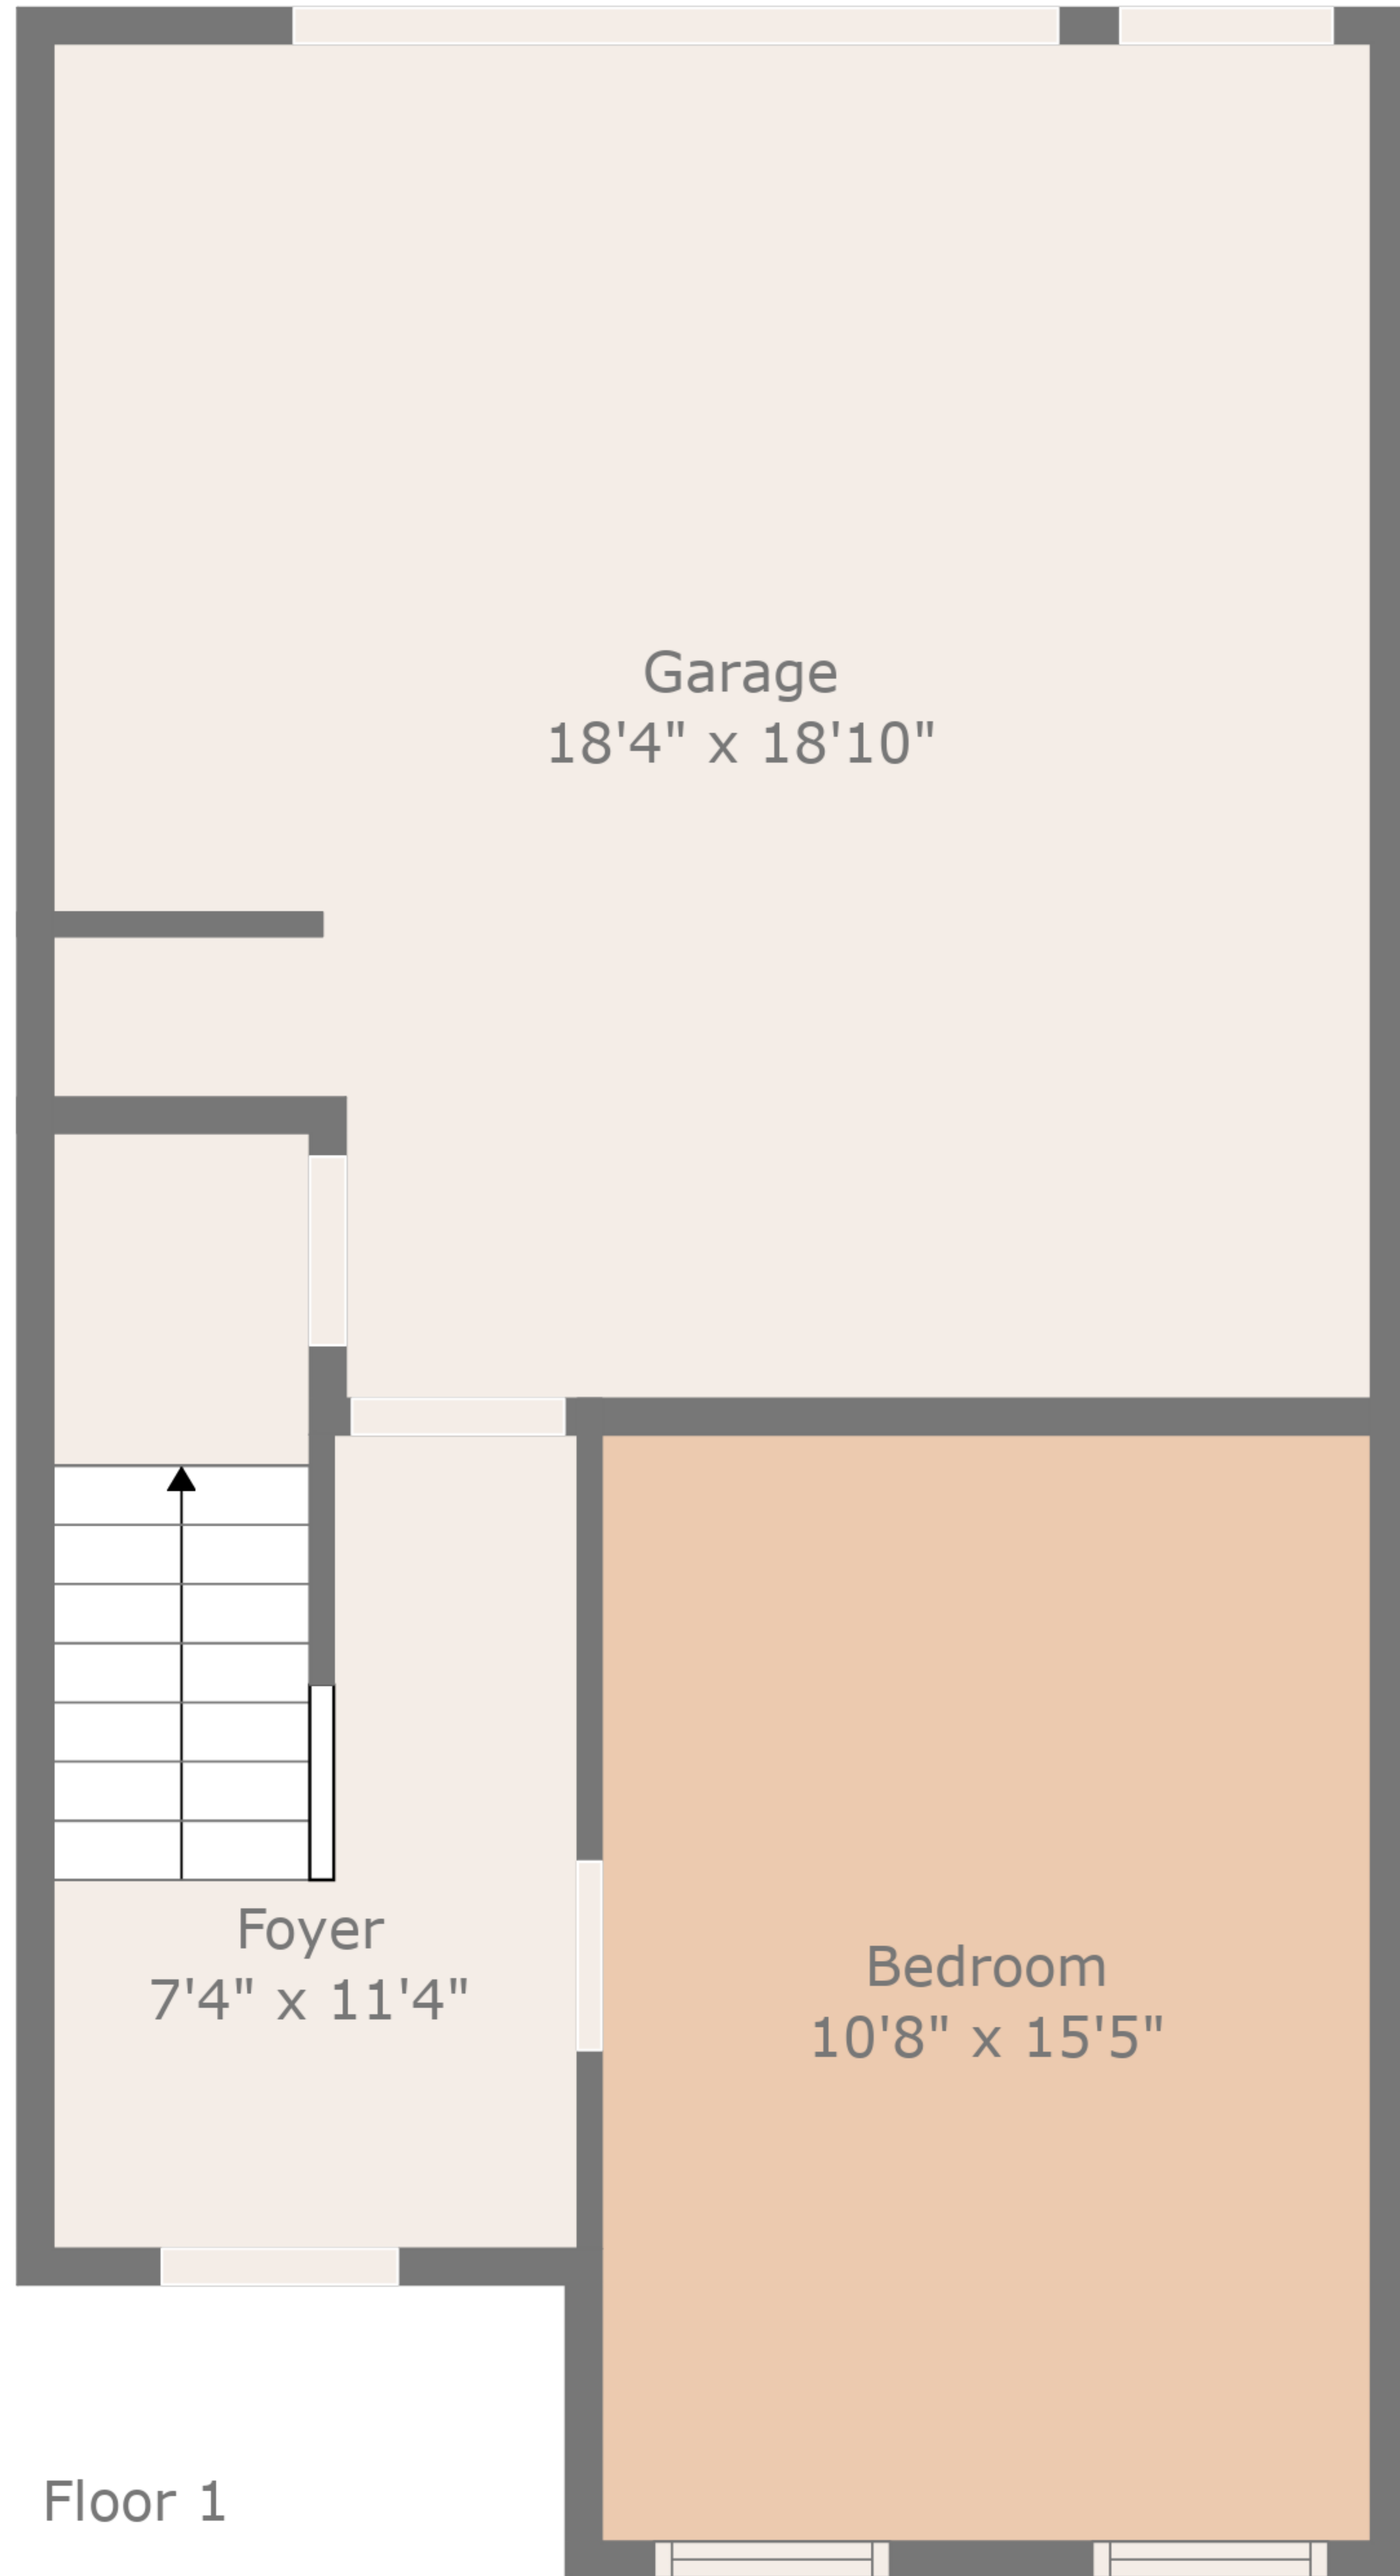 Garage
18'4" x 18'10"
Foyer
7'4" x 11'4"
Bedroom
10'8" x 15'5"
Floor 1